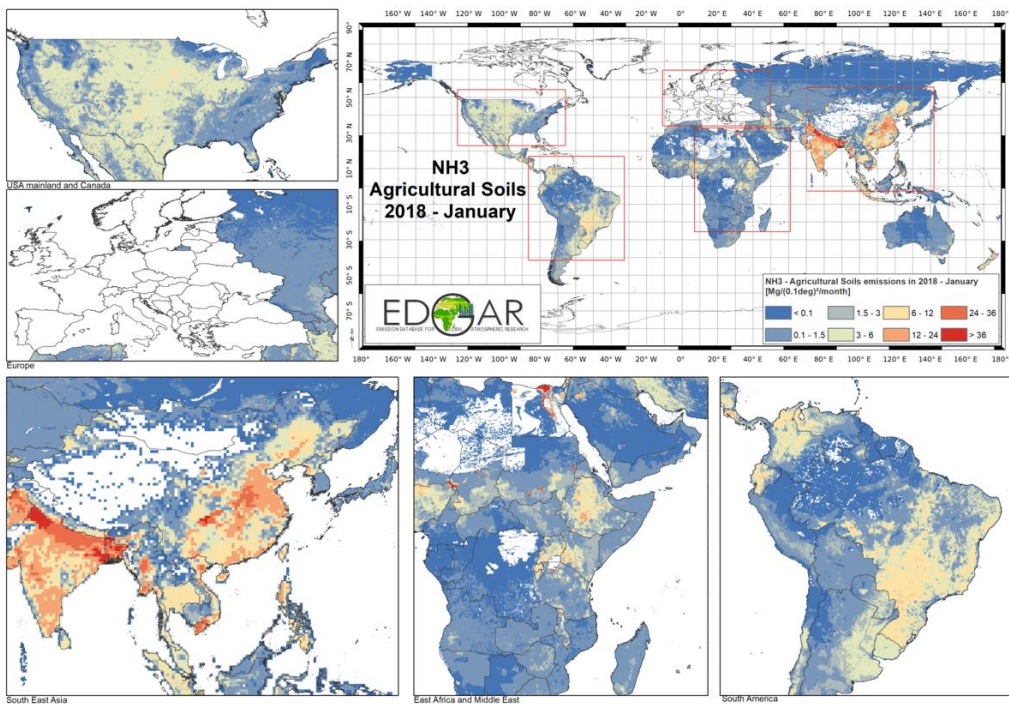 USA mainland and Canada
Europe
160° W 140° W 120° W 100° W 80° W 60° W 40° W 20° W 0° 20° E 40° E 60° E 80° E 100° E 120° E 140° E 160° E 180° E
90° N
70° N
50° N
30° N
10° N
10° S
30° S
50° S
70° S
NH3
Agricultural Soils
2018 - January
EDGAR
EMISSION DATABASE FOR GLOBAL ATMOSPHERIC RESEARCH
NH3 - Agricultural Soils emissions in 2018 - January
[Mg/(0.1deg)²/month]
< 0.1 1.5 - 3 6 - 12 24 - 36
0.1 - 1.5 3 - 6 12 - 24 > 36
180° W 160° W 140° W 120° W 100° W 80° W 60° W 40° W 20° W 0° 20° E 40° E 60° E 80° E 100° E 120° E 140° E 160° E 180° E
South East Asia
East Africa and Middle East
South America